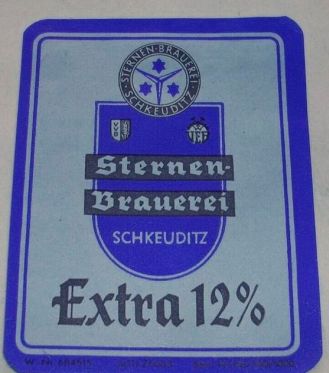 STERNEN-BRAUEREI
SCHKEUDITZ
Sternen-
Brauerei
SCHKEUDITZ
Extra 12%